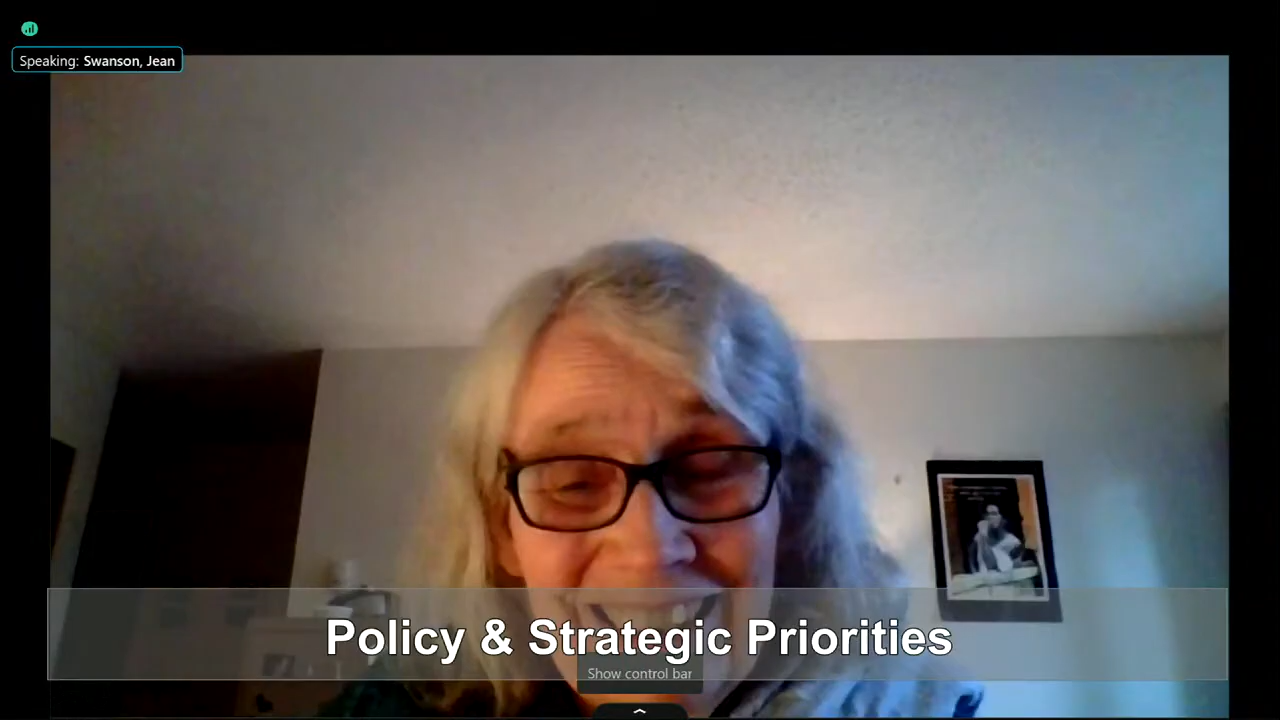 Speaking: Swanson, Jean
Policy & Strategic Priorities
Show control bar